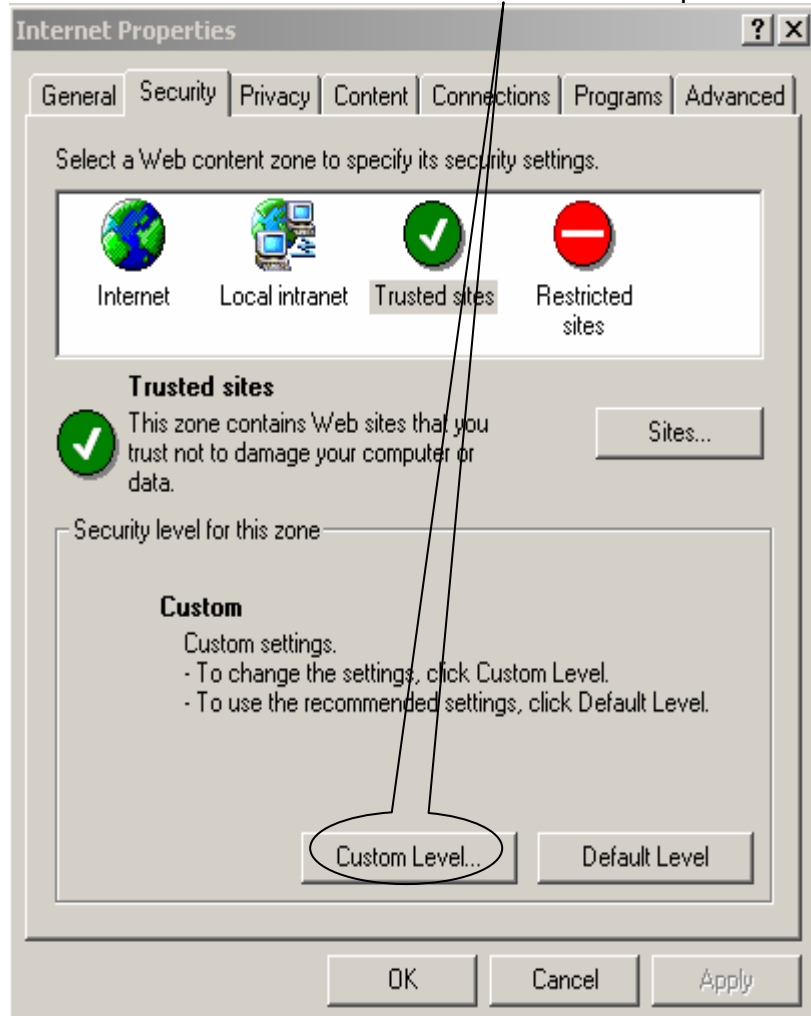 Internet Properties
General Security Privacy Content Connections Programs Advanced
Select a Web content zone to specify its security settings.
Internet Local intranet Trusted sites Restricted sites
Trusted sites
This zone contains Web sites that you
trust not to damage your computer or
data.
Sites...
Security level for this zone
Custom
Custom settings.
- To change the settings, click Custom Level.
- To use the recommended settings, click Default Level.
Custom Level... Default Level
OK Cancel Apply